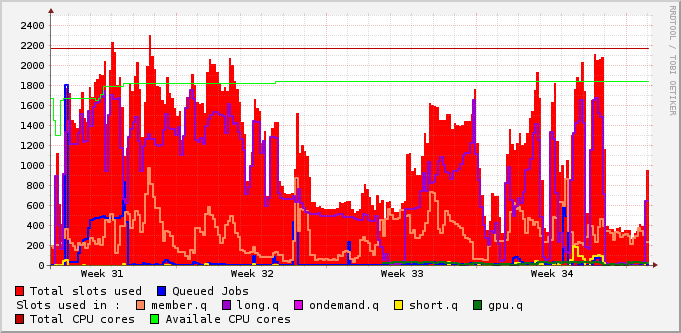 2400
2200
2000
1800
1600
1400
1200
1000
800
600
400
200
0
Week 31 Week 32 Week 33 Week 34
RRDTOOL / TOBI OETIKER
Total slots used Queued Jobs
Slots used in : member.q long.q ondemand.q short.q gpu.q
Total CPU cores Availale CPU cores